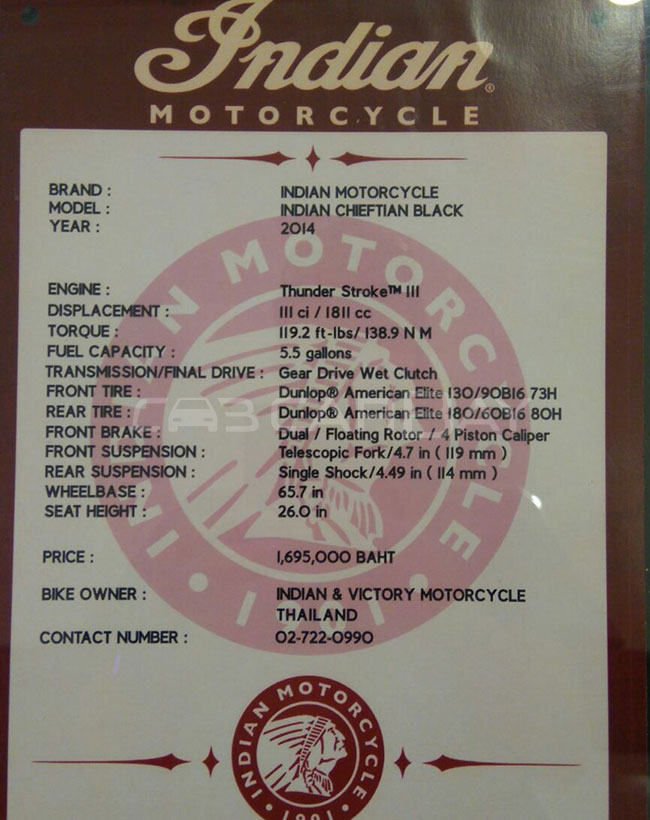 Indian®
MOTORCYCLE
BRAND : INDIAN MOTORCYCLE
MODEL : INDIAN CHIEFTIAN BLACK
YEAR : 2014
ENGINE : Thunder Stroke™ 111
DISPLACEMENT : 111 ci / 1811 cc
TORQUE : 119.2 ft-lbs/ 138.9 N M
FUEL CAPACITY : 5.5 gallons
TRANSMISSION/FINAL DRIVE : Gear Drive Wet Clutch
FRONT TIRE : Dunlop® American Elite 130/90B16 73H
REAR TIRE : Dunlop® American Elite 180/60B16 80H
FRONT BRAKE : Dual / Floating Rotor / 4 Piston Caliper
FRONT SUSPENSION : Telescopic Fork/4.7 in ( 119 mm )
REAR SUSPENSION : Single Shock/4.49 in ( 114 mm )
WHEELBASE : 65.7 in
SEAT HEIGHT : 26.0 in
PRICE : 1,695,000 BAHT
BIKE OWNER : INDIAN & VICTORY MOTORCYCLE
THAILAND
CONTACT NUMBER : 02-722-0990
INDIAN MOTORCYCLE
INDIAN MOTORCYCLE
1901